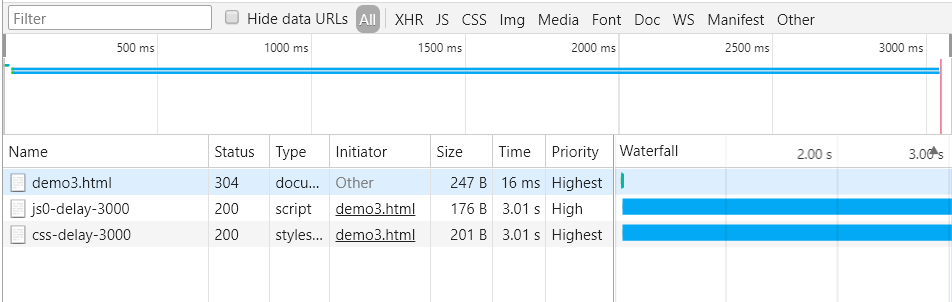 Filter Hide data URLs All XHR JS CSS Img Media Font Doc WS Manifest Other
500 ms 1000 ms 1500 ms 2000 ms 2500 ms 3000 ms
Name Status Type Initiator Size Time Priority Waterfall 2.00 s 3.00 s
demo3.html 304 docu... Other 247 B 16 ms Highest
js0-delay-3000 200 script demo3.html 176 B 3.01 s High
css-delay-3000 200 styles... demo3.html 201 B 3.01 s Highest